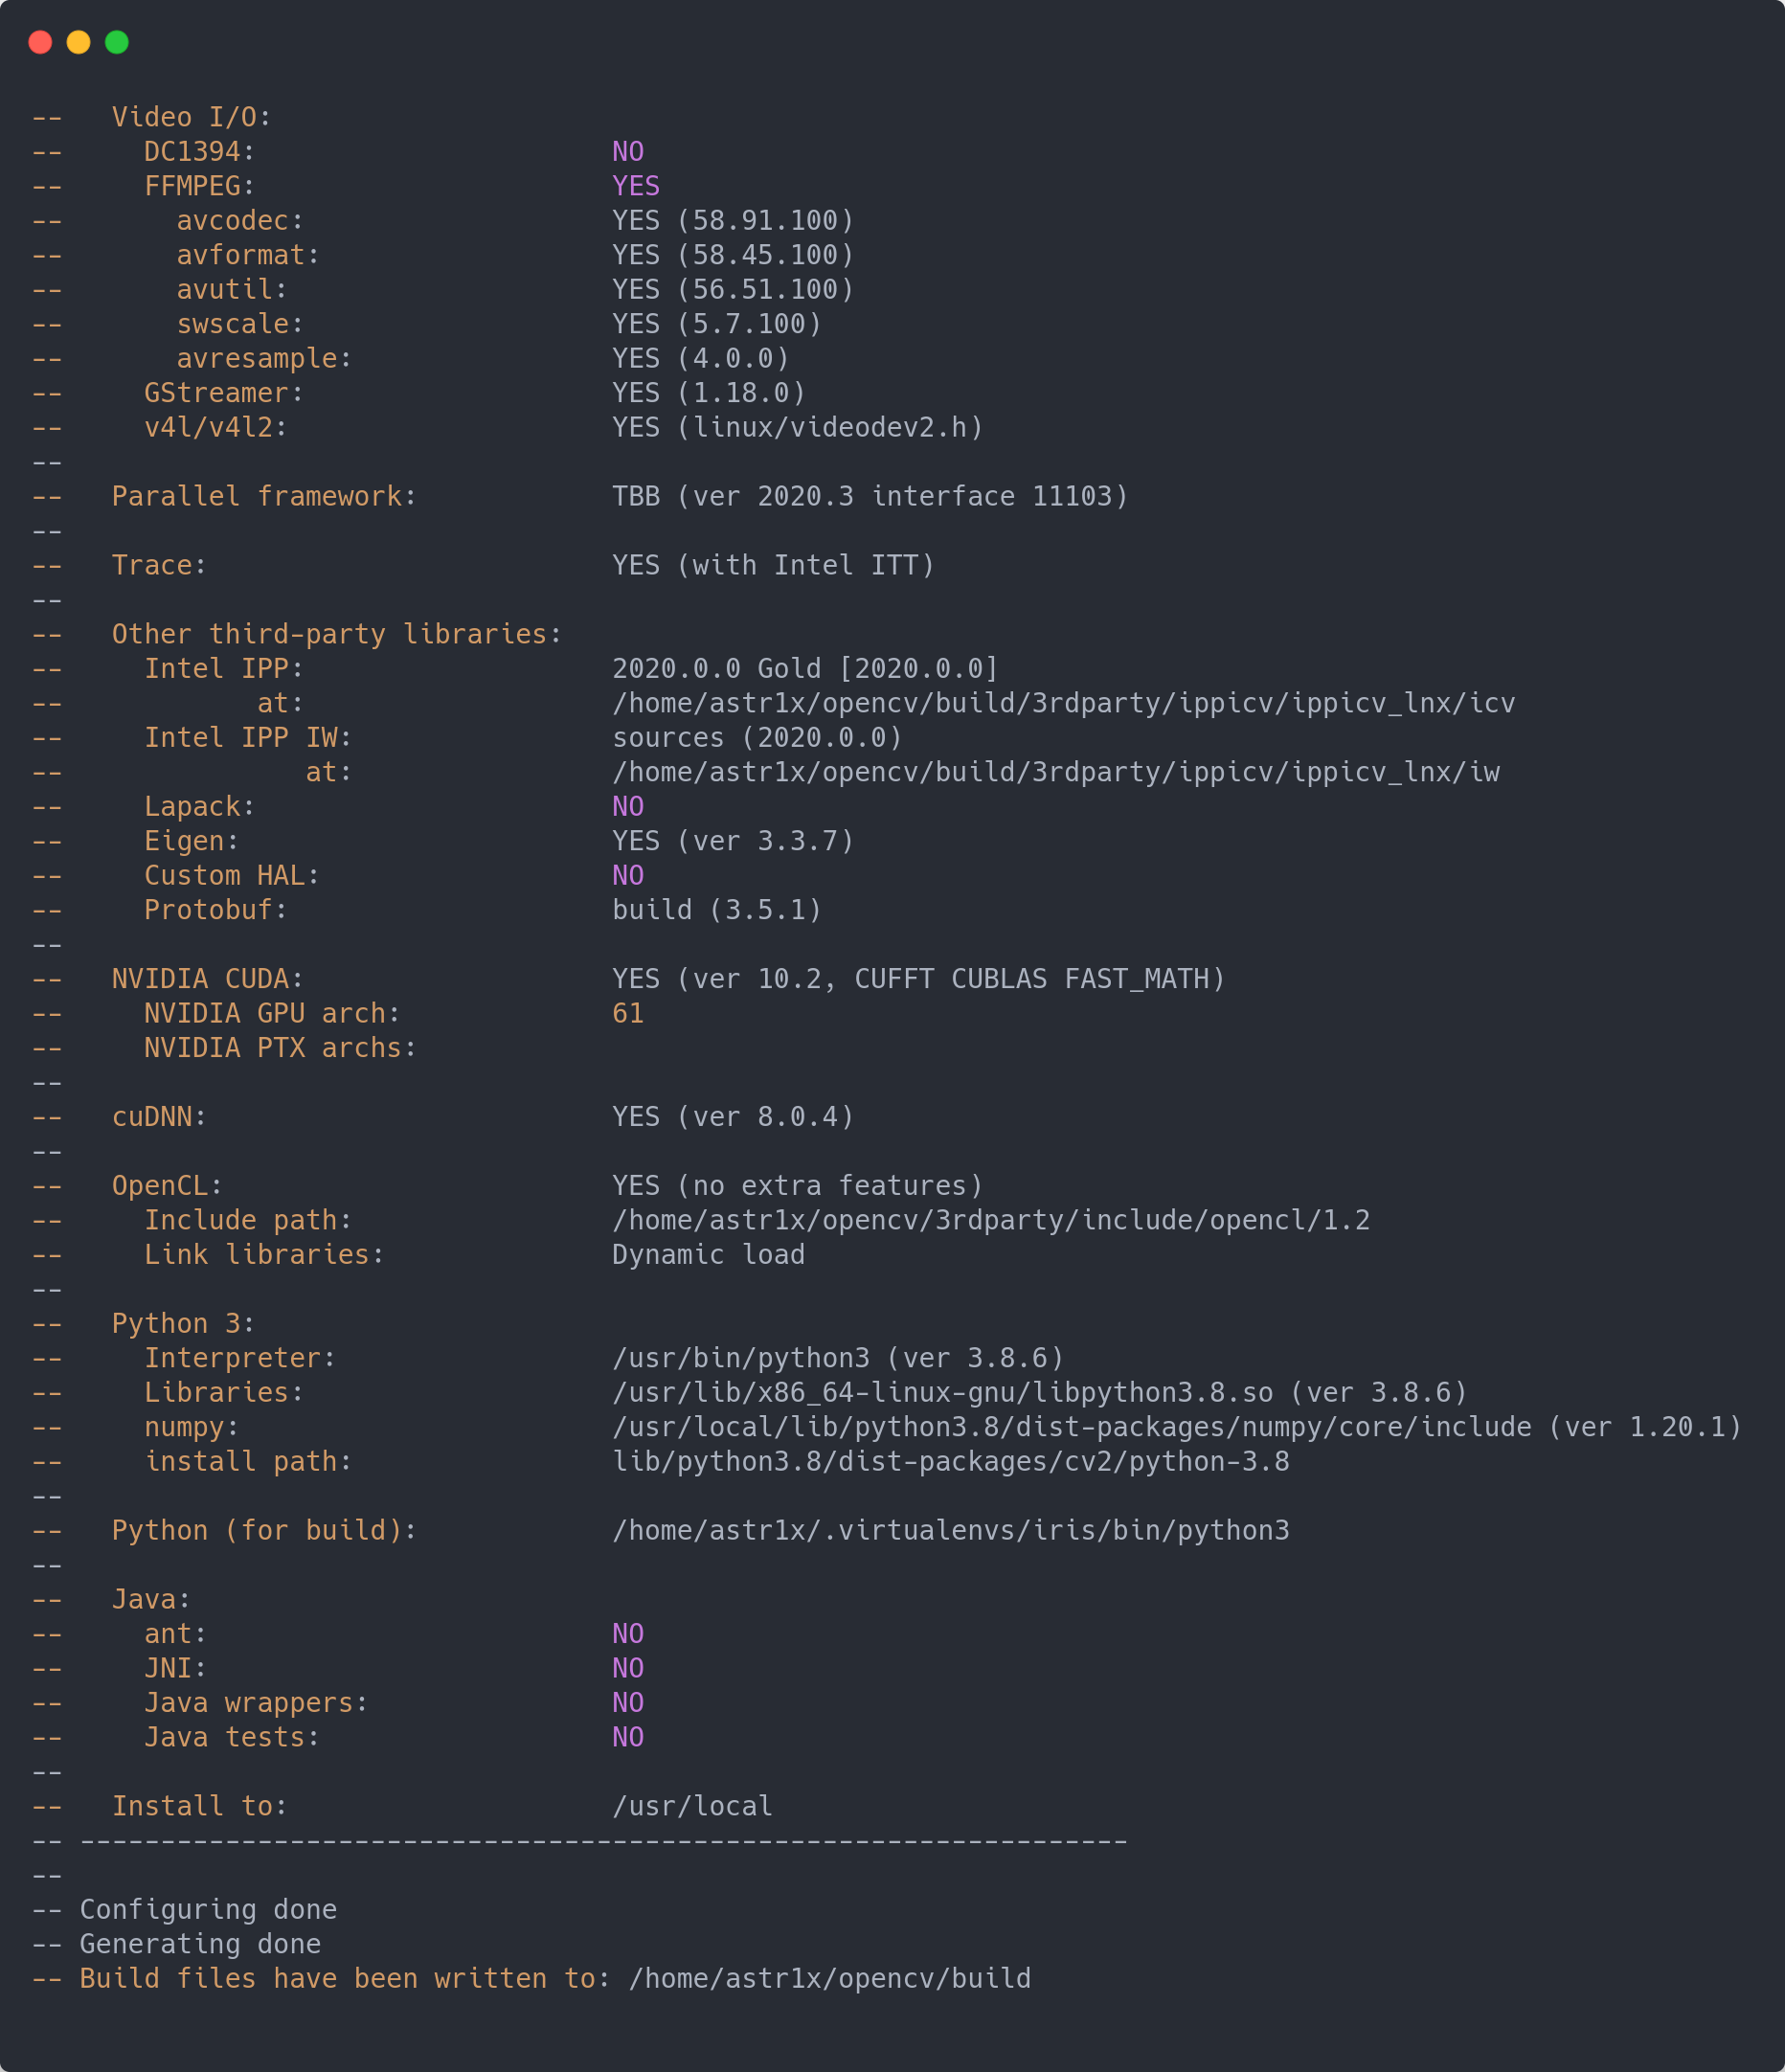 --   Video I/O:
--     DC1394:                      NO
--     FFMPEG:                      YES
--       avcodec:                   YES (58.91.100)
--       avformat:                  YES (58.45.100)
--       avutil:                    YES (56.51.100)
--       swscale:                   YES (5.7.100)
--       avresample:                YES (4.0.0)
--     GStreamer:                   YES (1.18.0)
--     v4l/v4l2:                    YES (linux/videodev2.h)
--
--   Parallel framework:            TBB (ver 2020.3 interface 11103)
--
--   Trace:                         YES (with Intel ITT)
--
--   Other third-party libraries:
--     Intel IPP:                   2020.0.0 Gold [2020.0.0]
--            at:                   /home/astr1x/opencv/build/3rdparty/ippicv/ippicv_lnx/icv
--     Intel IPP IW:                sources (2020.0.0)
--               at:                /home/astr1x/opencv/build/3rdparty/ippicv/ippicv_lnx/iw
--     Lapack:                      NO
--     Eigen:                       YES (ver 3.3.7)
--     Custom HAL:                  NO
--     Protobuf:                    build (3.5.1)
--
--   NVIDIA CUDA:                   YES (ver 10.2, CUFFT CUBLAS FAST_MATH)
--     NVIDIA GPU arch:             61
--     NVIDIA PTX archs:
--
--   cuDNN:                         YES (ver 8.0.4)
--
--   OpenCL:                        YES (no extra features)
--     Include path:                /home/astr1x/opencv/3rdparty/include/opencl/1.2
--     Link libraries:              Dynamic load
--
--   Python 3:
--     Interpreter:                 /usr/bin/python3 (ver 3.8.6)
--     Libraries:                   /usr/lib/x86_64-linux-gnu/libpython3.8.so (ver 3.8.6)
--     numpy:                       /usr/local/lib/python3.8/dist-packages/numpy/core/include (ver 1.20.1)
--     install path:                lib/python3.8/dist-packages/cv2/python-3.8
--
--   Python (for build):            /home/astr1x/.virtualenvs/iris/bin/python3
--
--   Java:
--     ant:                         NO
--     JNI:                         NO
--     Java wrappers:               NO
--     Java tests:                  NO
--
--   Install to:                    /usr/local
-- -----------------------------------------------------------------
--
-- Configuring done
-- Generating done
-- Build files have been written to: /home/astr1x/opencv/build